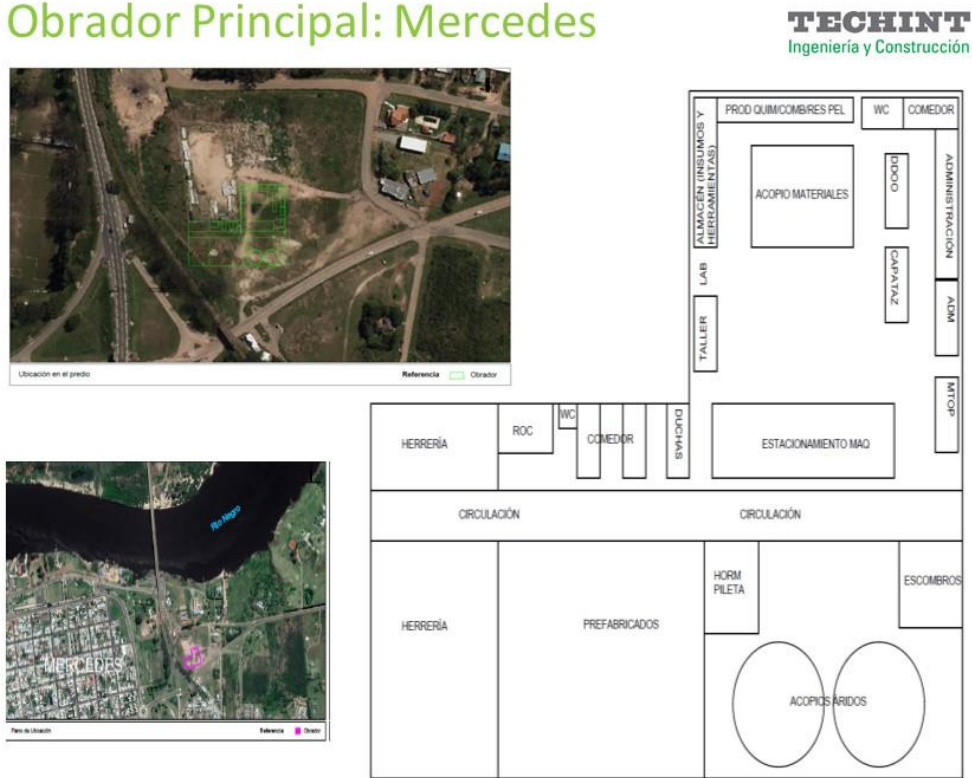 Obrador Principal: Mercedes
TECHINT
Ingeniería y Construcción
Ubicación en el predio
Referencia
Obrador
Río Negro
MERCEDES
Plano de Ubicación
Referencia
Obrador
PROD QUIM/COMB/RES PEL
WC
COMEDOR
ALMACÉN (INSUMOS Y
HERRAMIENTAS)
ACOPIO MATERIALES
DDOO
ADMINISTRACIÓN
LAB
CAPATAZ
TALLER
ADM
MTOP
HERRERÍA
ROC
WC
COMEDOR
DUCHAS
ESTACIONAMIENTO MAQ
CIRCULACIÓN
CIRCULACIÓN
HERRERÍA
PREFABRICADOS
HORM
PILETA
ESCOMBROS
ACOPIOS ÁRIDOS